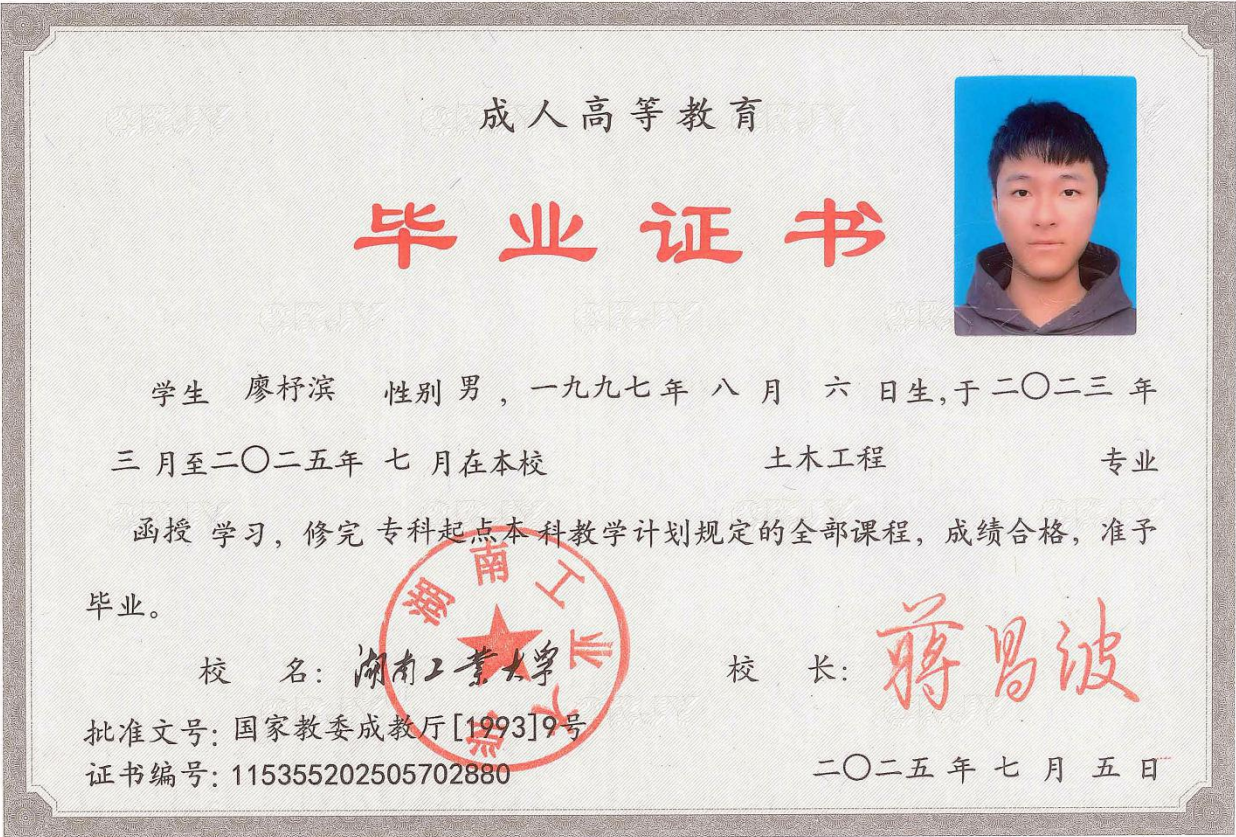 成人高等教育
毕业证书
学生 廖杼滨 性别 男 ，一九九七年 八 月 六 日生，于二〇二三 年
三 月至二〇二五年 七 月在本校 土木工程 专业
函授 学习，修完 专科起点本 科教学计划规定的全部课程，成绩合格，准予
毕业。
湖南工业大学
校 名：湖南工業大学 校 长：蒋昌波
批准文号：国家教委成教厅[1993]9号
证书编号：115355202505702880 二〇二五 年 七 月 五 日